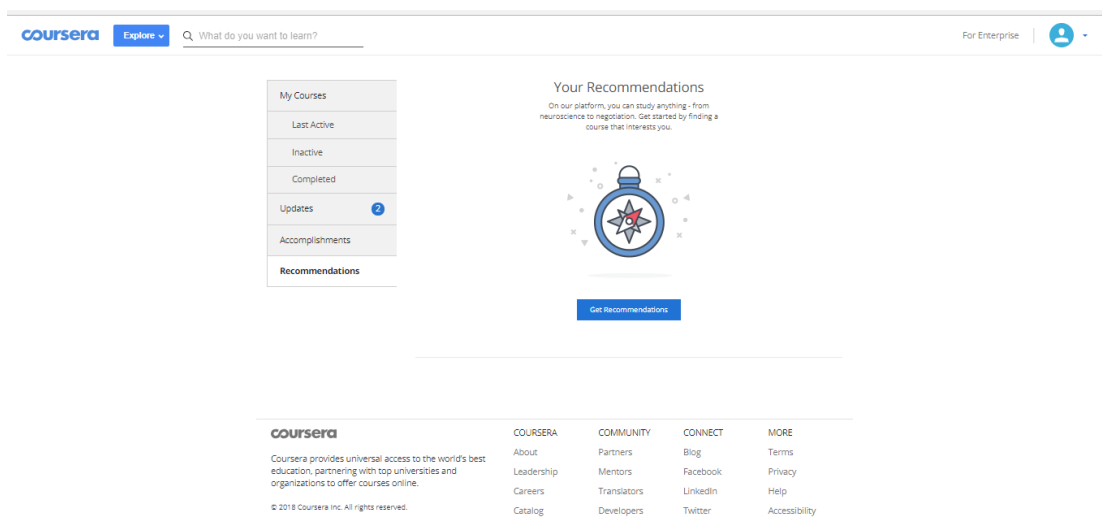 coursera
Explore
What do you want to learn?
For Enterprise
My Courses
Last Active
Inactive
Completed
Updates 2
Accomplishments
Recommendations
Your Recommendations
On our platform, you can study anything - from
neuroscience to negotiation. Get started by finding a
course that interests you.
Get Recommendations
coursera
Coursera provides universal access to the world's best
education, partnering with top universities and
organizations to offer courses online.
© 2018 Coursera Inc. All rights reserved.
COURSERA
About
Leadership
Careers
Catalog
COMMUNITY
Partners
Mentors
Translators
Developers
CONNECT
Blog
Facebook
LinkedIn
Twitter
MORE
Terms
Privacy
Help
Accessibility